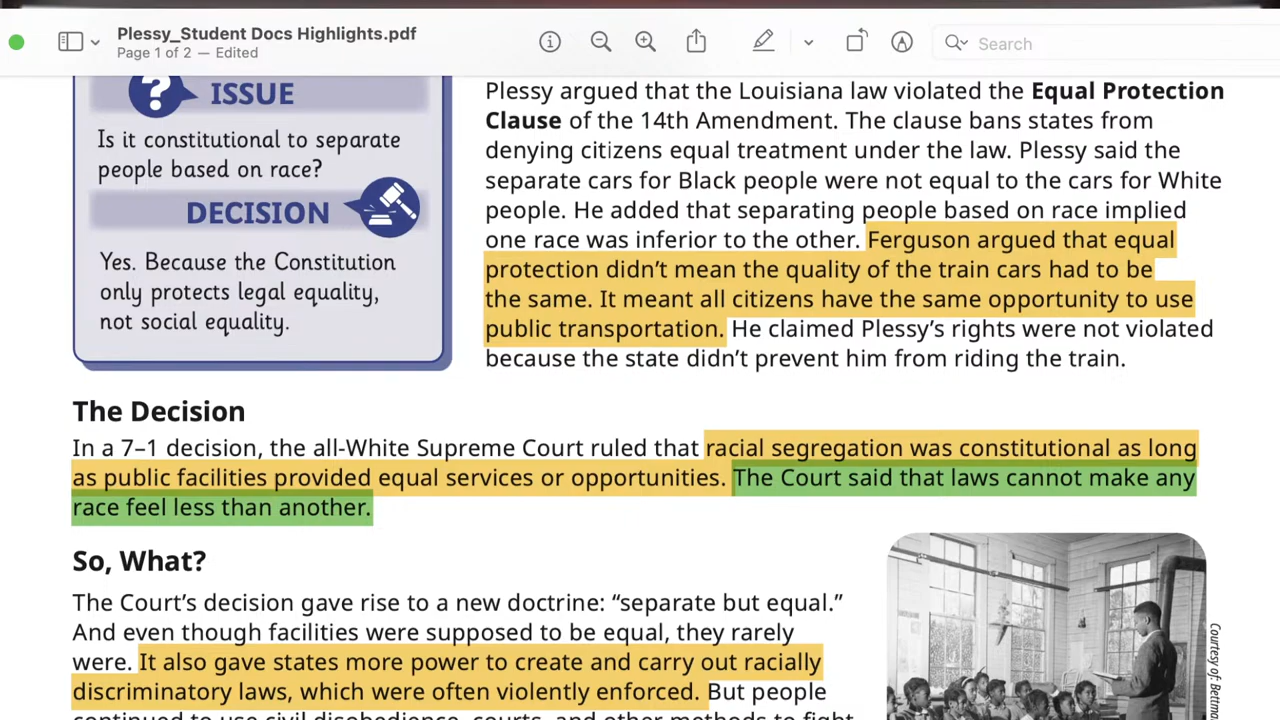 Plessy_Student Docs Highlights.pdf
Page 1 of 2 — Edited
Search
ISSUE
Is it constitutional to separate
people based on race?
DECISION
Yes. Because the Constitution
only protects legal equality,
not social equality.
Plessy argued that the Louisiana law violated the Equal Protection
Clause of the 14th Amendment. The clause bans states from
denying citizens equal treatment under the law. Plessy said the
separate cars for Black people were not equal to the cars for White
people. He added that separating people based on race implied
one race was inferior to the other. Ferguson argued that equal
protection didn’t mean the quality of the train cars had to be
the same. It meant all citizens have the same opportunity to use
public transportation. He claimed Plessy’s rights were not violated
because the state didn’t prevent him from riding the train.
The Decision
In a 7–1 decision, the all-White Supreme Court ruled that racial segregation was constitutional as long
as public facilities provided equal services or opportunities. The Court said that laws cannot make any
race feel less than another.
So, What?
The Court’s decision gave rise to a new doctrine: “separate but equal.”
And even though facilities were supposed to be equal, they rarely
were. It also gave states more power to create and carry out racially
discriminatory laws, which were often violently enforced. But people
continued to use civil disobedience, courts, and other methods to fight
Courtesy of: